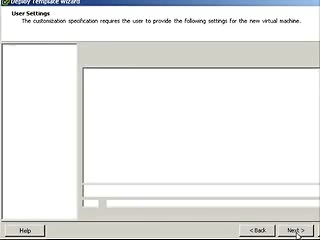 Deploy Template Wizard
User Settings
The customization specification requires the user to provide the following settings for the new virtual machine.
Help
< Back
Next >